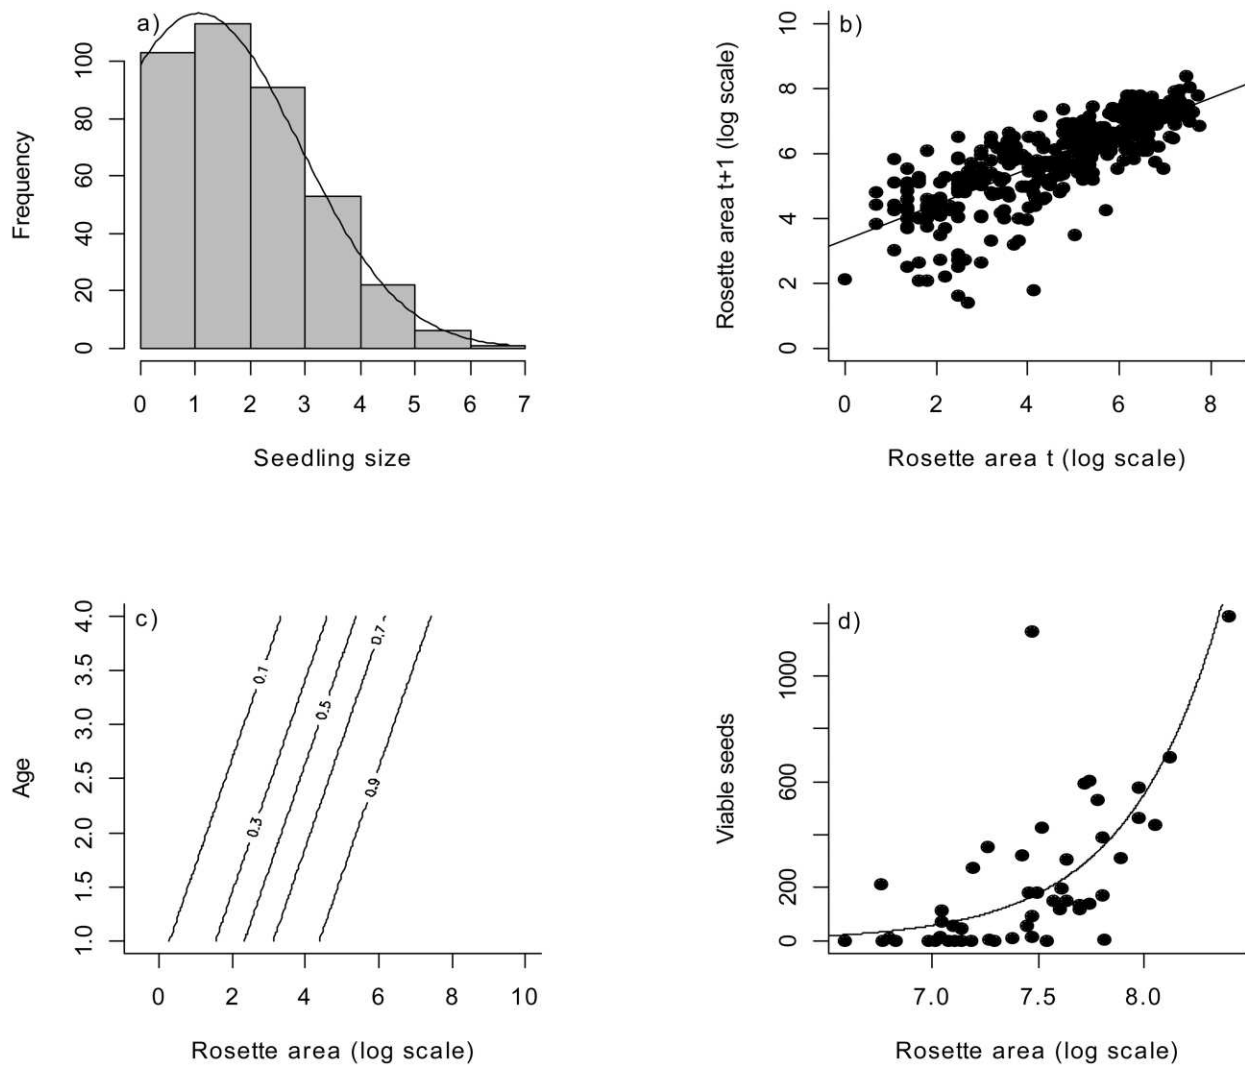 a)
Frequency
0 20 40 60 80 100
0 1 2 3 4 5 6 7
Seedling size
b)
Rosette area t+1 (log scale)
0 2 4 6 8 10
0 2 4 6 8
Rosette area t (log scale)
c)
Age
1.0 1.5 2.0 2.5 3.0 3.5 4.0
0.1
0.3
0.5
0.7
0.9
0 2 4 6 8 10
Rosette area (log scale)
d)
Viable seeds
0 200 600 1000
7.0 7.5 8.0
Rosette area (log scale)